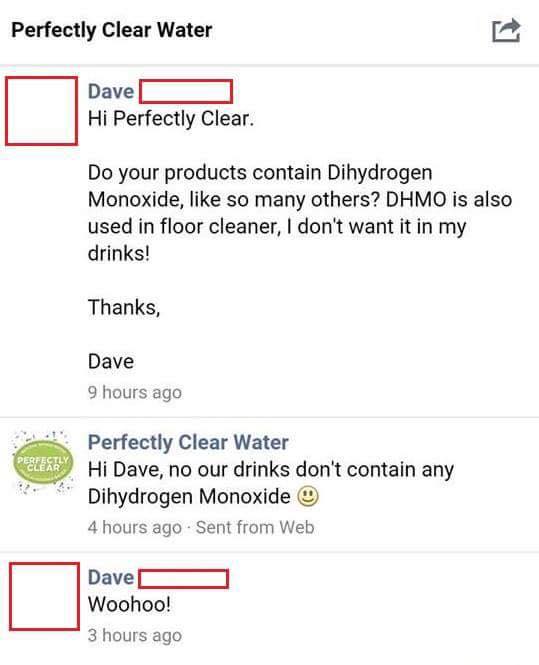 Perfectly Clear Water
Dave
Hi Perfectly Clear.
Do your products contain Dihydrogen
Monoxide, like so many others? DHMO is also
used in floor cleaner, I don't want it in my
drinks!
Thanks,
Dave
9 hours ago
PERFECTLY
CLEAR
Perfectly Clear Water
Hi Dave, no our drinks don't contain any
Dihydrogen Monoxide 🙂
4 hours ago · Sent from Web
Dave
Woohoo!
3 hours ago